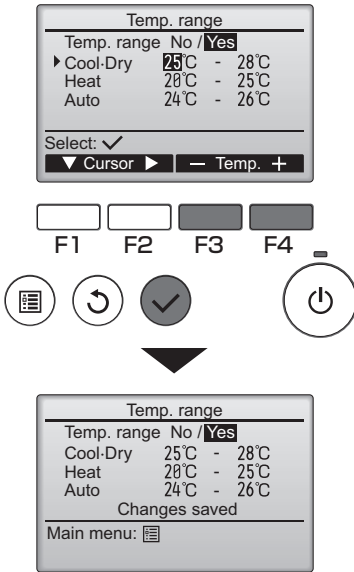 Temp. range
Temp. range No / Yes
Cool·Dry 25℃ - 28℃
Heat 20℃ - 25℃
Auto 24℃ - 26℃
Select: ✓
▼ Cursor ▶ − Temp. +
F1 F2 F3 F4
Temp. range
Temp. range No / Yes
Cool·Dry 25℃ - 28℃
Heat 20℃ - 25℃
Auto 24℃ - 26℃
Changes saved
Main menu: